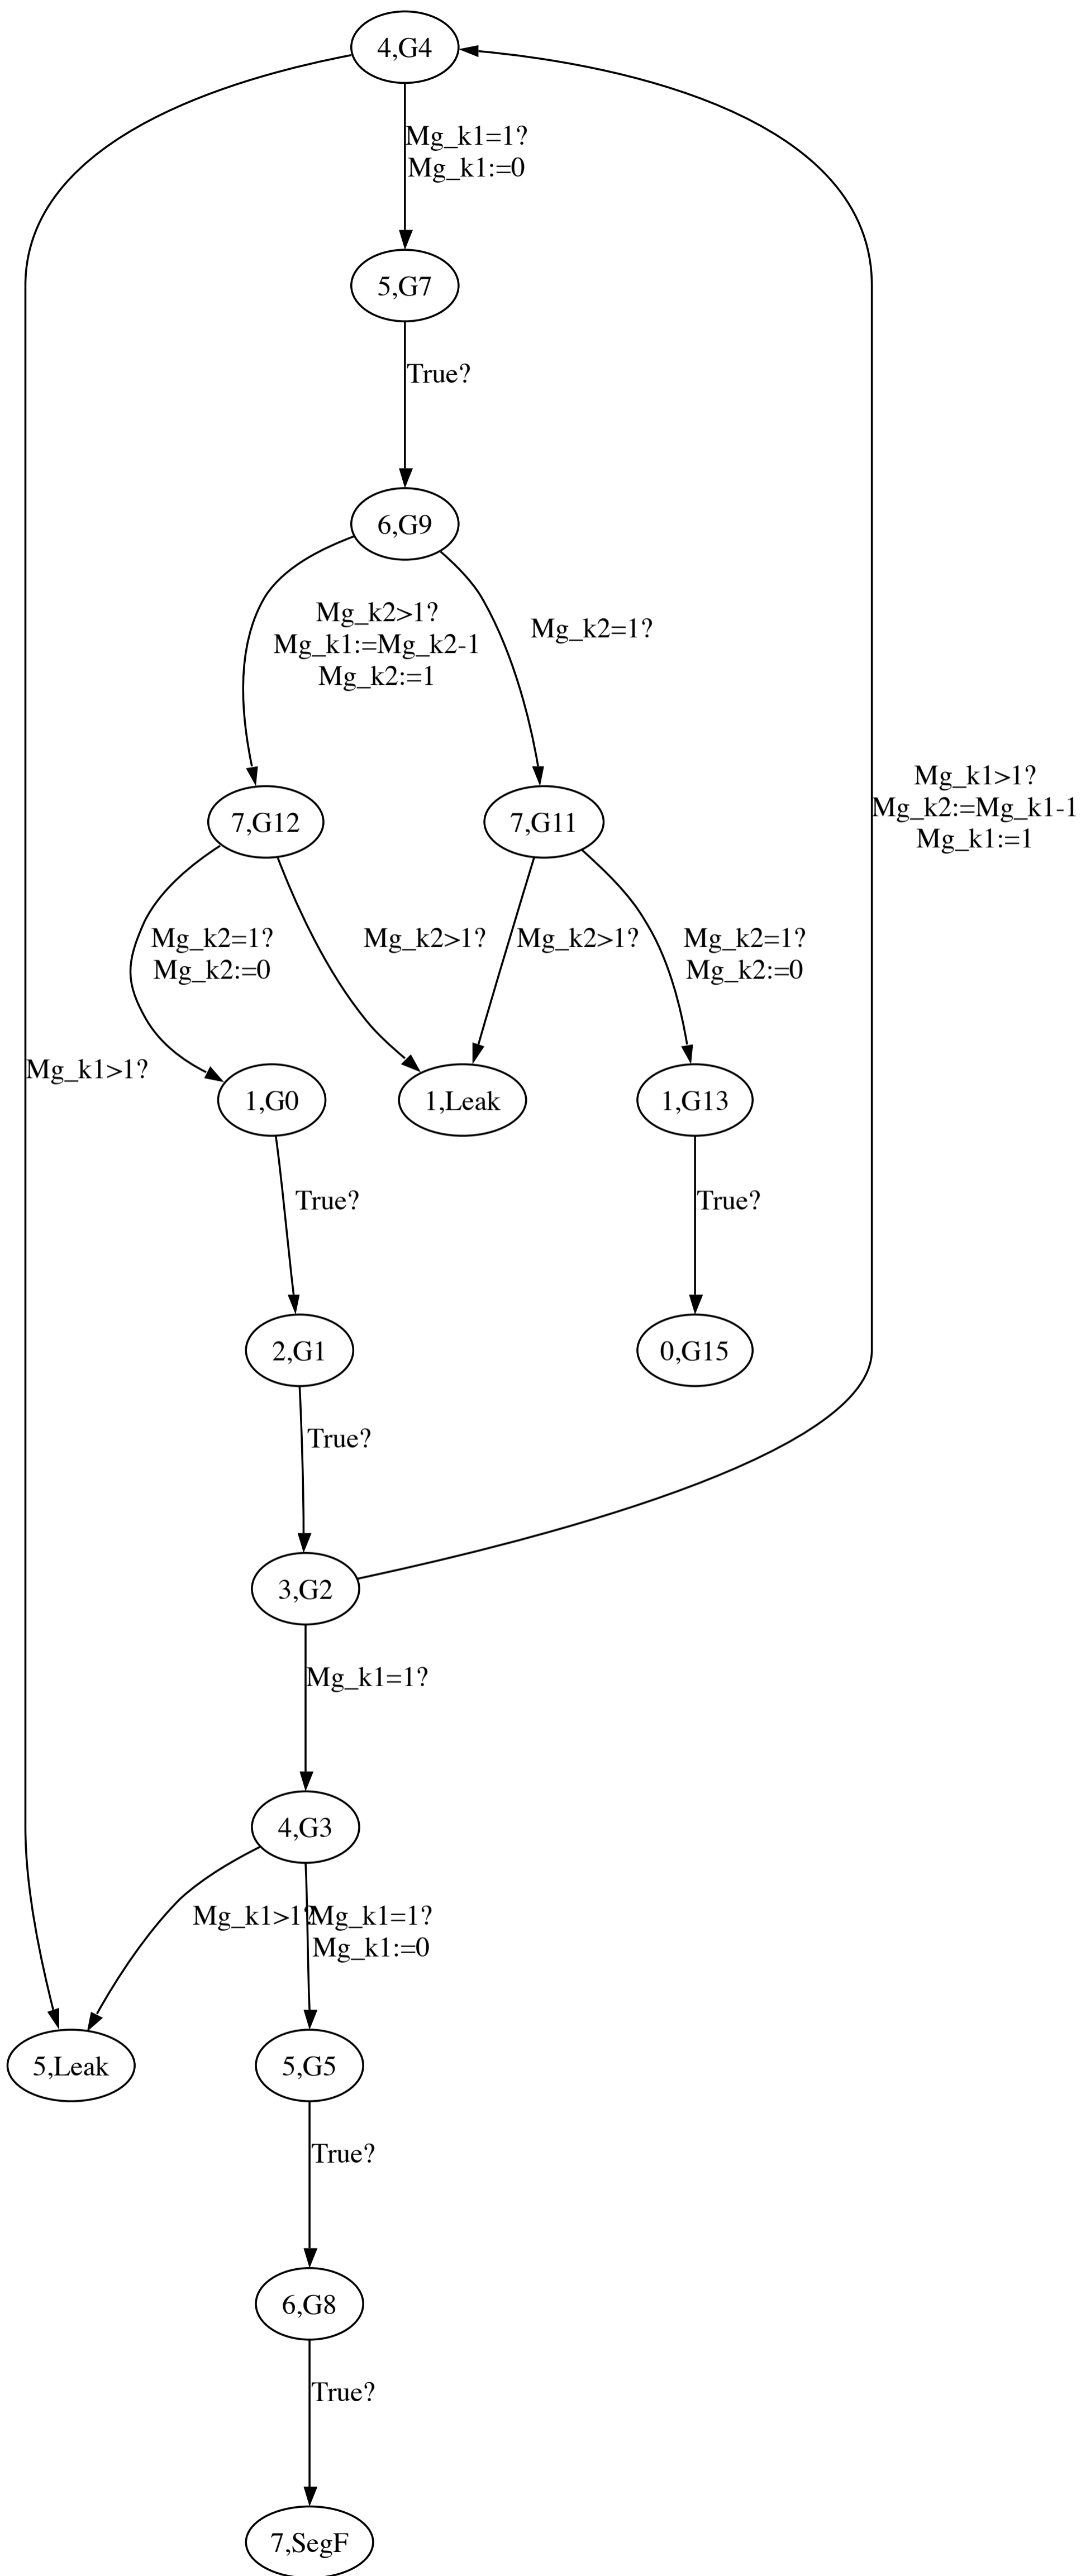 4,G4
Mg_k1=1?
Mg_k1:=0
5,G7
True?
6,G9
Mg_k2>1?
Mg_k1:=Mg_k2-1
Mg_k2:=1
Mg_k2=1?
Mg_k1>1?
Mg_k2:=Mg_k1-1
Mg_k1:=1
7,G12
7,G11
Mg_k2=1?
Mg_k2:=0
Mg_k2>1?
Mg_k2>1?
Mg_k2=1?
Mg_k2:=0
Mg_k1>1?
1,G0
1,Leak
1,G13
True?
True?
2,G1
0,G15
True?
3,G2
Mg_k1=1?
4,G3
Mg_k1>1?
Mg_k1=1?
Mg_k1:=0
5,Leak
5,G5
True?
6,G8
True?
7,SegF